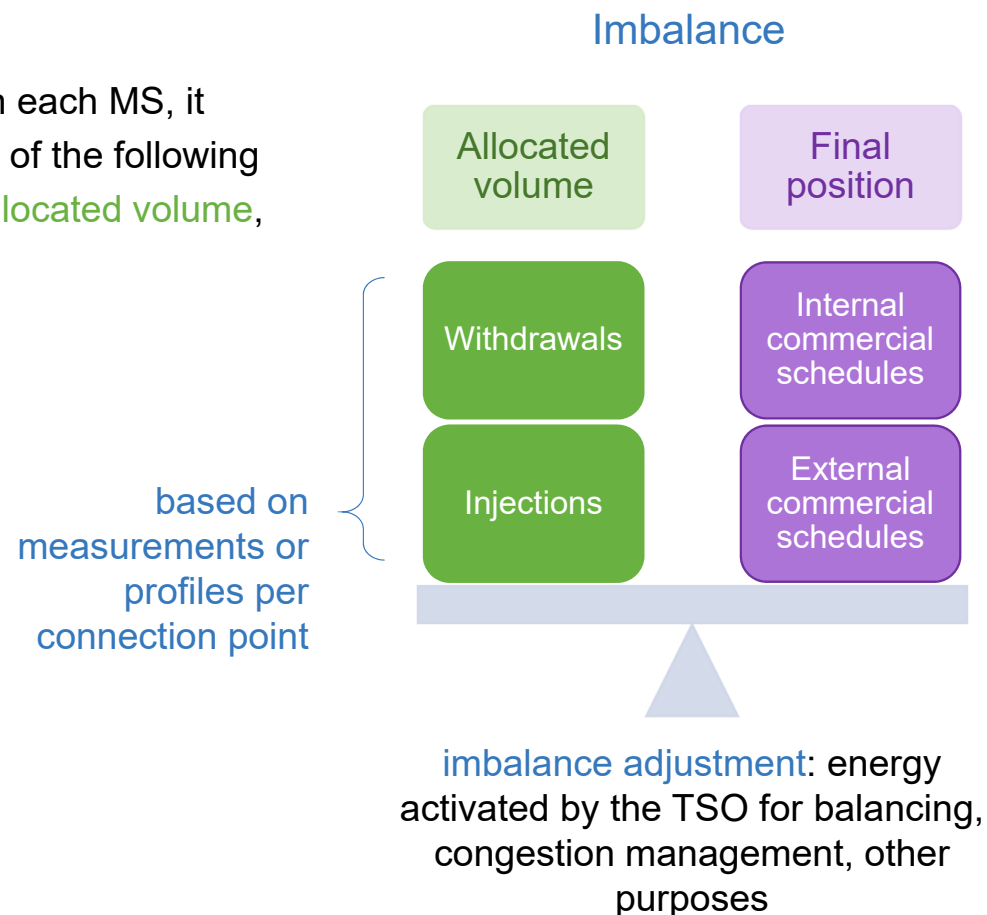 Imbalance
each MS, it
of the following
located volume,
Allocated
volume
Final
position
Withdrawals
Internal
commercial
schedules
Injections
External
commercial
schedules
based on
measurements or
profiles per
connection point
imbalance adjustment: energy
activated by the TSO for balancing,
congestion management, other
purposes